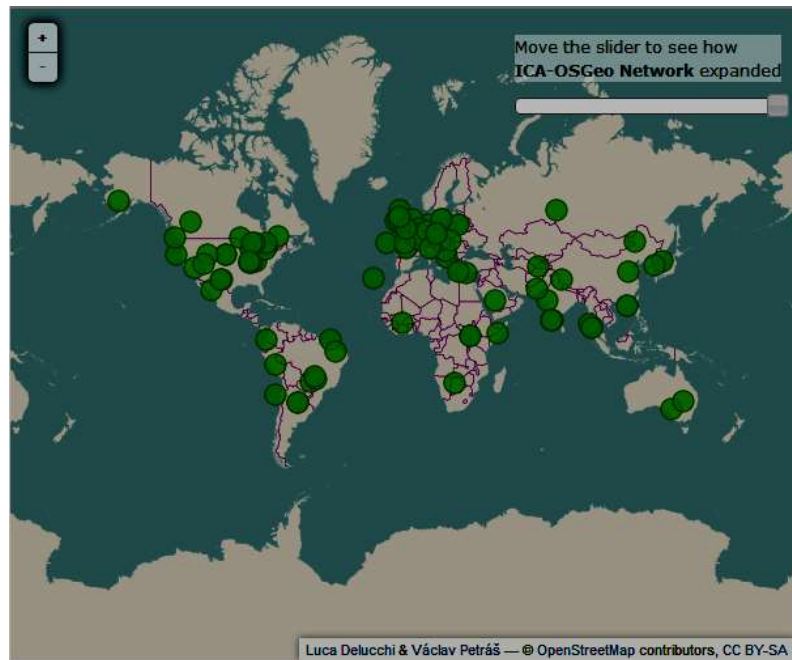 +
-
Move the slider to see how
ICA-OSGeo Network expanded
Luca Delucchi & Václav Petráš — © OpenStreetMap contributors, CC BY-SA